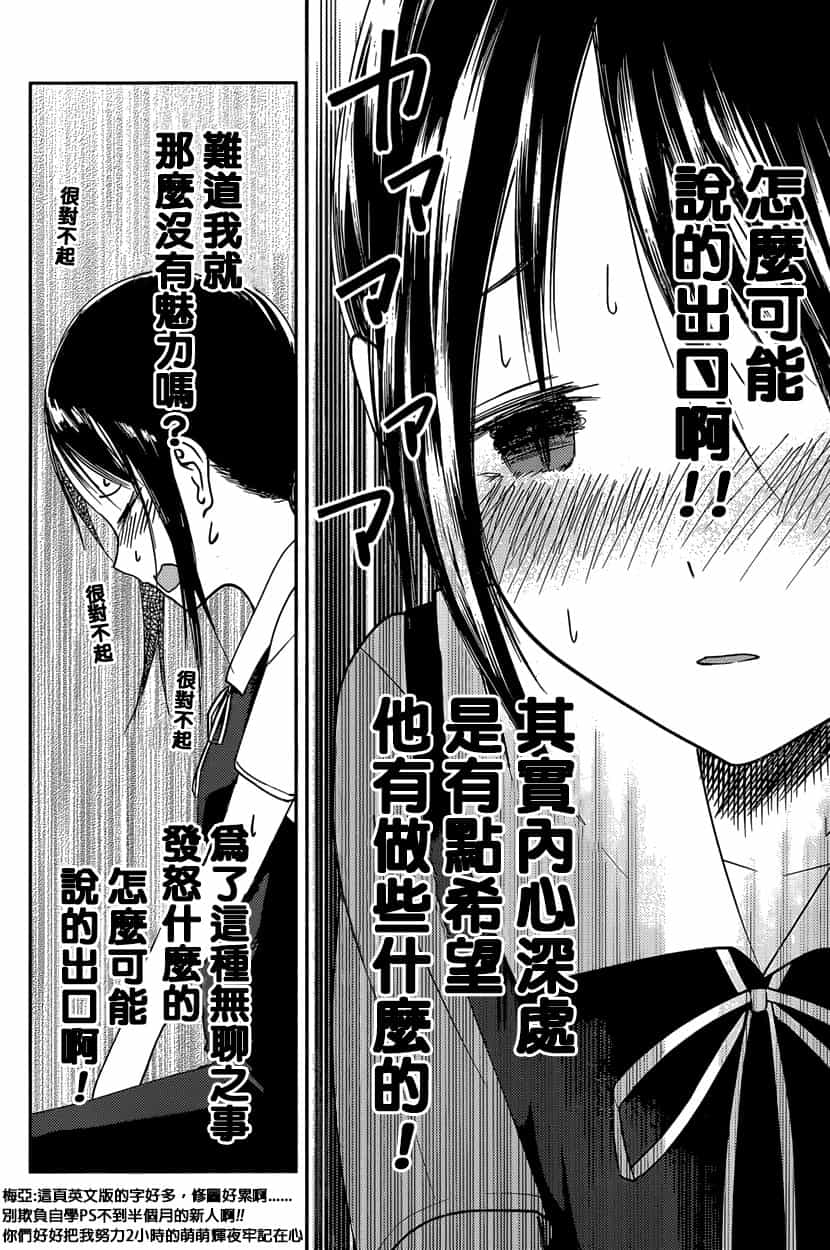 怎麼可能
說的出口啊!!
カァァァァ
其實內心深處
是有點希望
他有做些什麼的!
難道我就
那麼沒有魅力嗎?
很對不起
很對不起
很對不起
為了這種無聊之事
發怒什麼的
怎麼可能
說的出口啊!
梅亞:這頁英文版的字好多，修圖好累啊......
別欺負自學PS不到半個月的新人啊!!
你們好好把我努力2小時的萌萌輝夜牢記在心